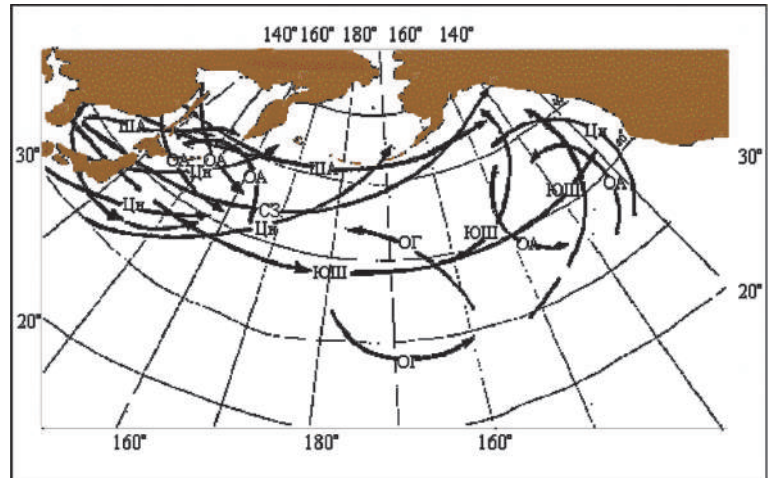 140° 160° 180° 160° 140°
ША
ОА ОА
Цн
ОА
ША
Цн
30°
30°
Цн
СЗ
Цн
ЮШ
ОА
ЮШ
ОГ
ОА
ЮШ
20°
20°
ОГ
160° 180° 160°